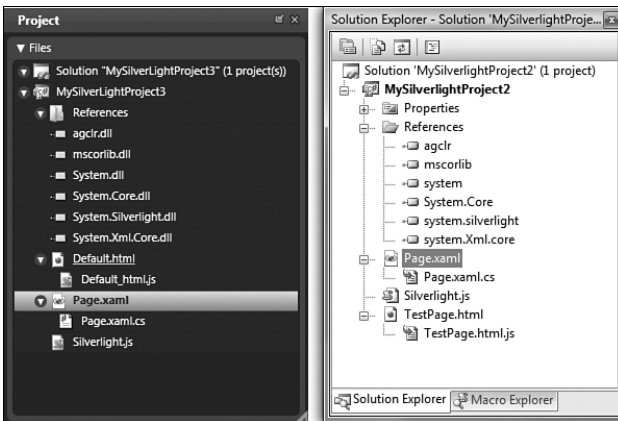 Project
Files
Solution "MySilverLightProject3" (1 project(s))
MySilverLightProject3
References
agclr.dll
mscorlib.dll
System.dll
System.Core.dll
System.Silverlight.dll
System.Xml.Core.dll
Default.html
Default_html.js
Page.xaml
Page.xaml.cs
Silverlight.js
Solution Explorer - Solution 'MySilverlightProje...
Solution 'MySilverlightProject2' (1 project)
MySilverlightProject2
Properties
References
agclr
mscorlib
system
System.Core
system.silverlight
system.Xml.core
Page.xaml
Page.xaml.cs
Silverlight.js
TestPage.html
TestPage.html.js
Solution Explorer
Macro Explorer